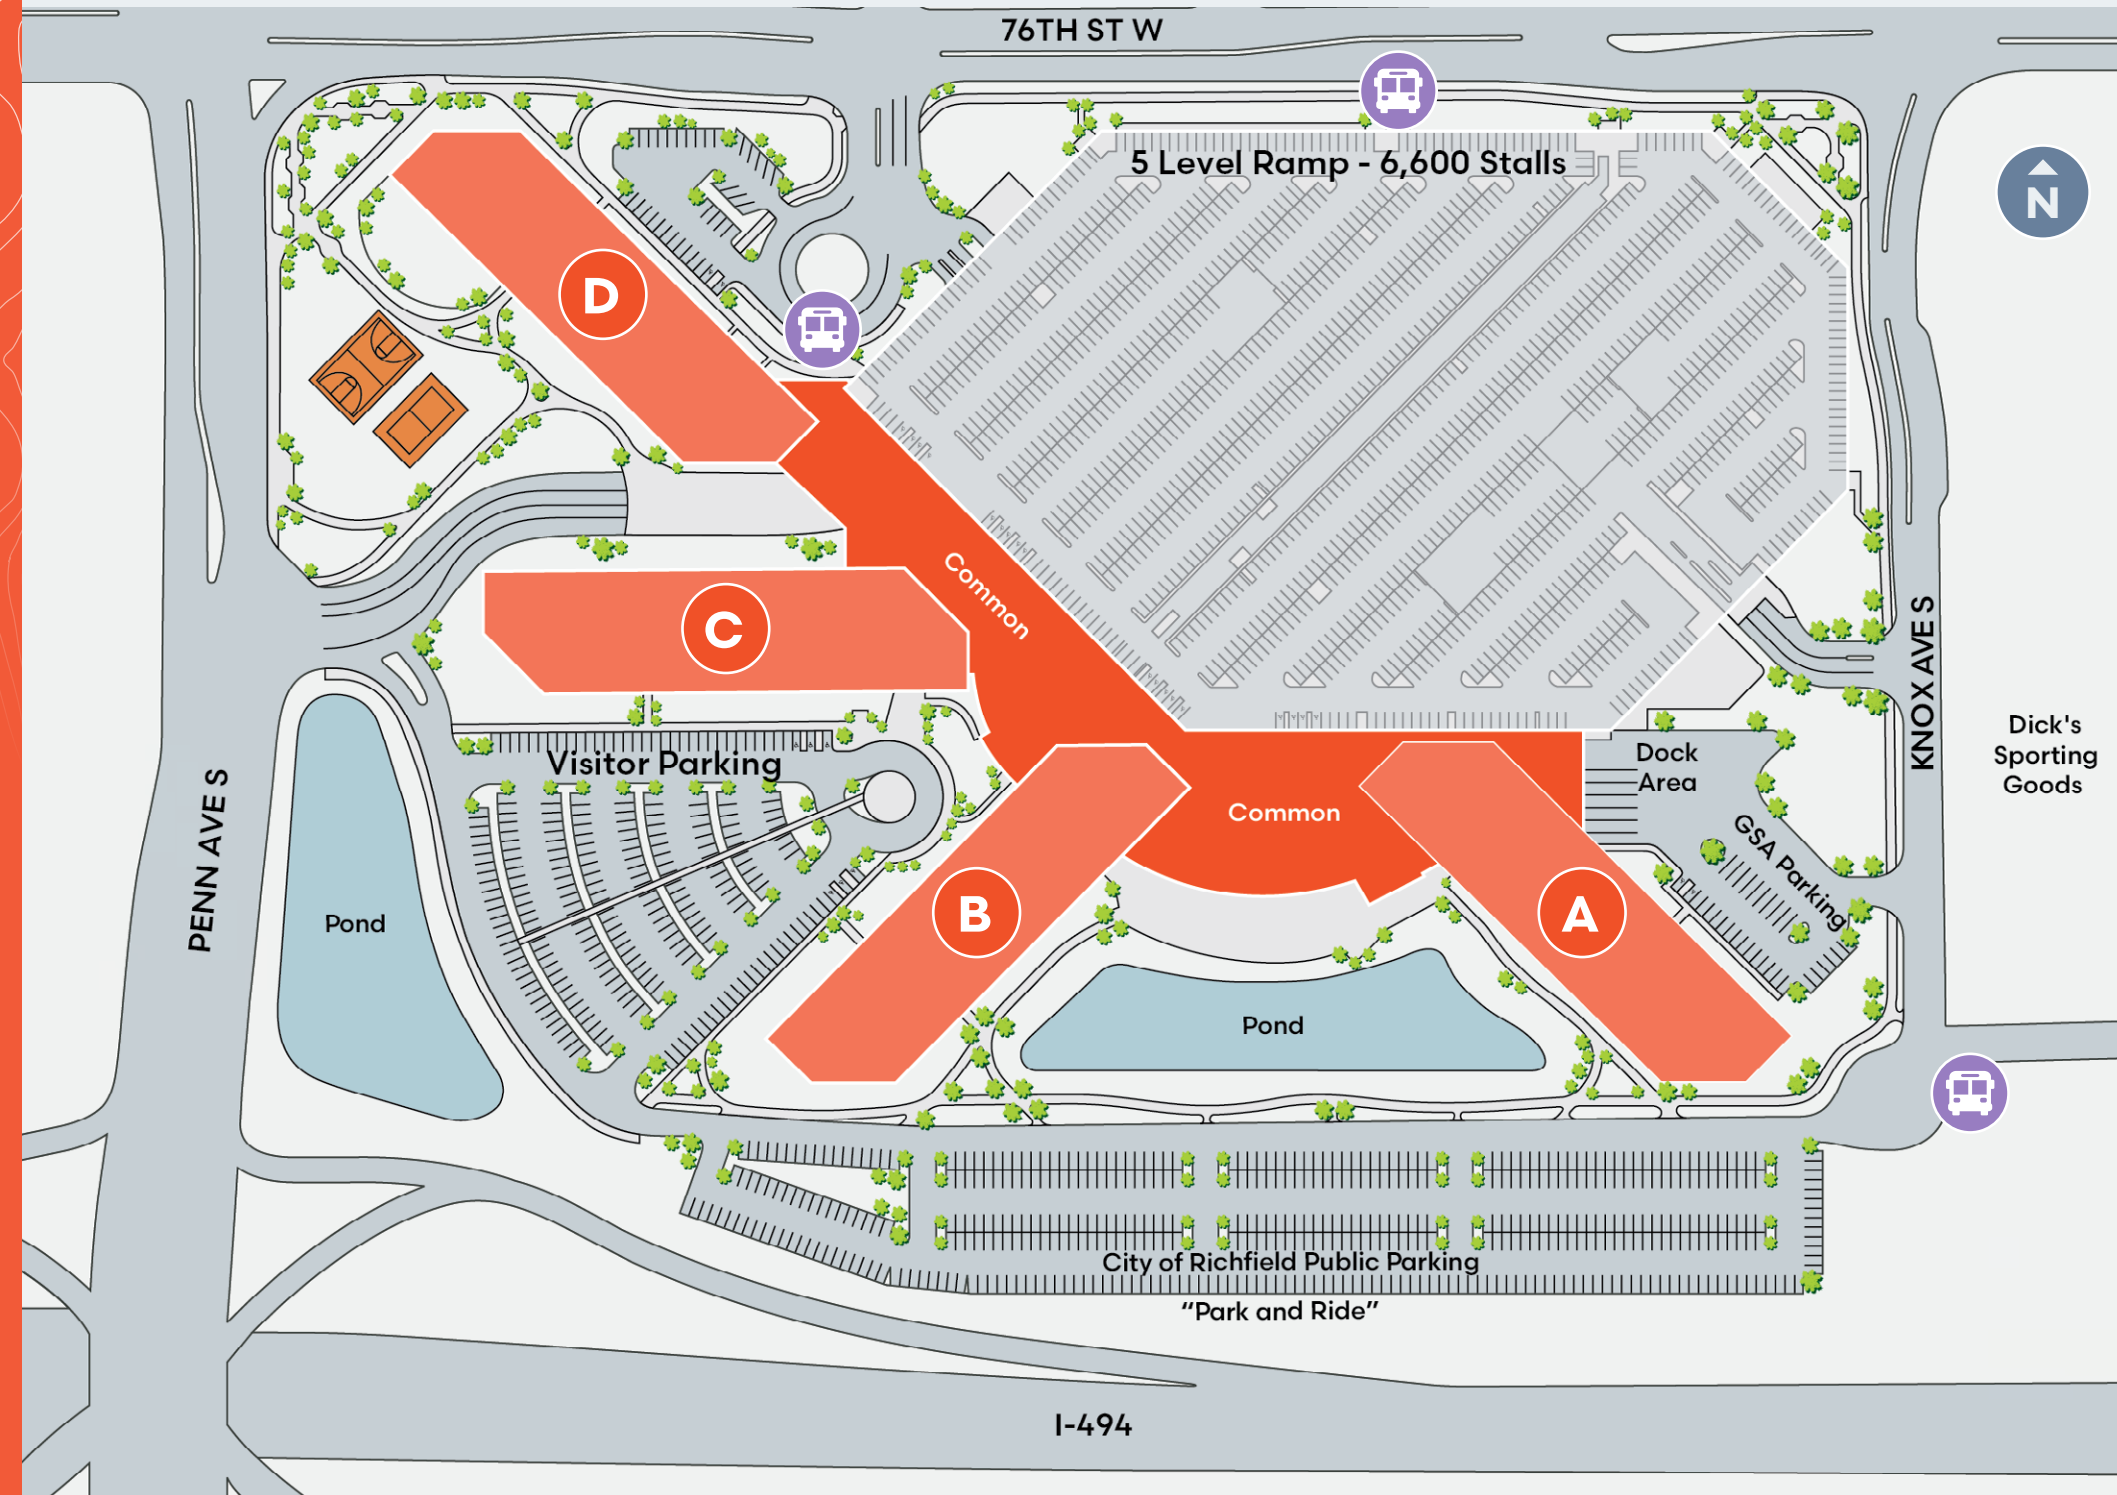 76TH ST W
5 Level Ramp - 6,600 Stalls
N
D
Common
C
KNOX AVE S
Dick's
Sporting
Goods
Dock
Area
Visitor Parking
PENN AVE S
Common
GSA Parking
B
A
Pond
Pond
City of Richfield Public Parking
“Park and Ride”
I-494